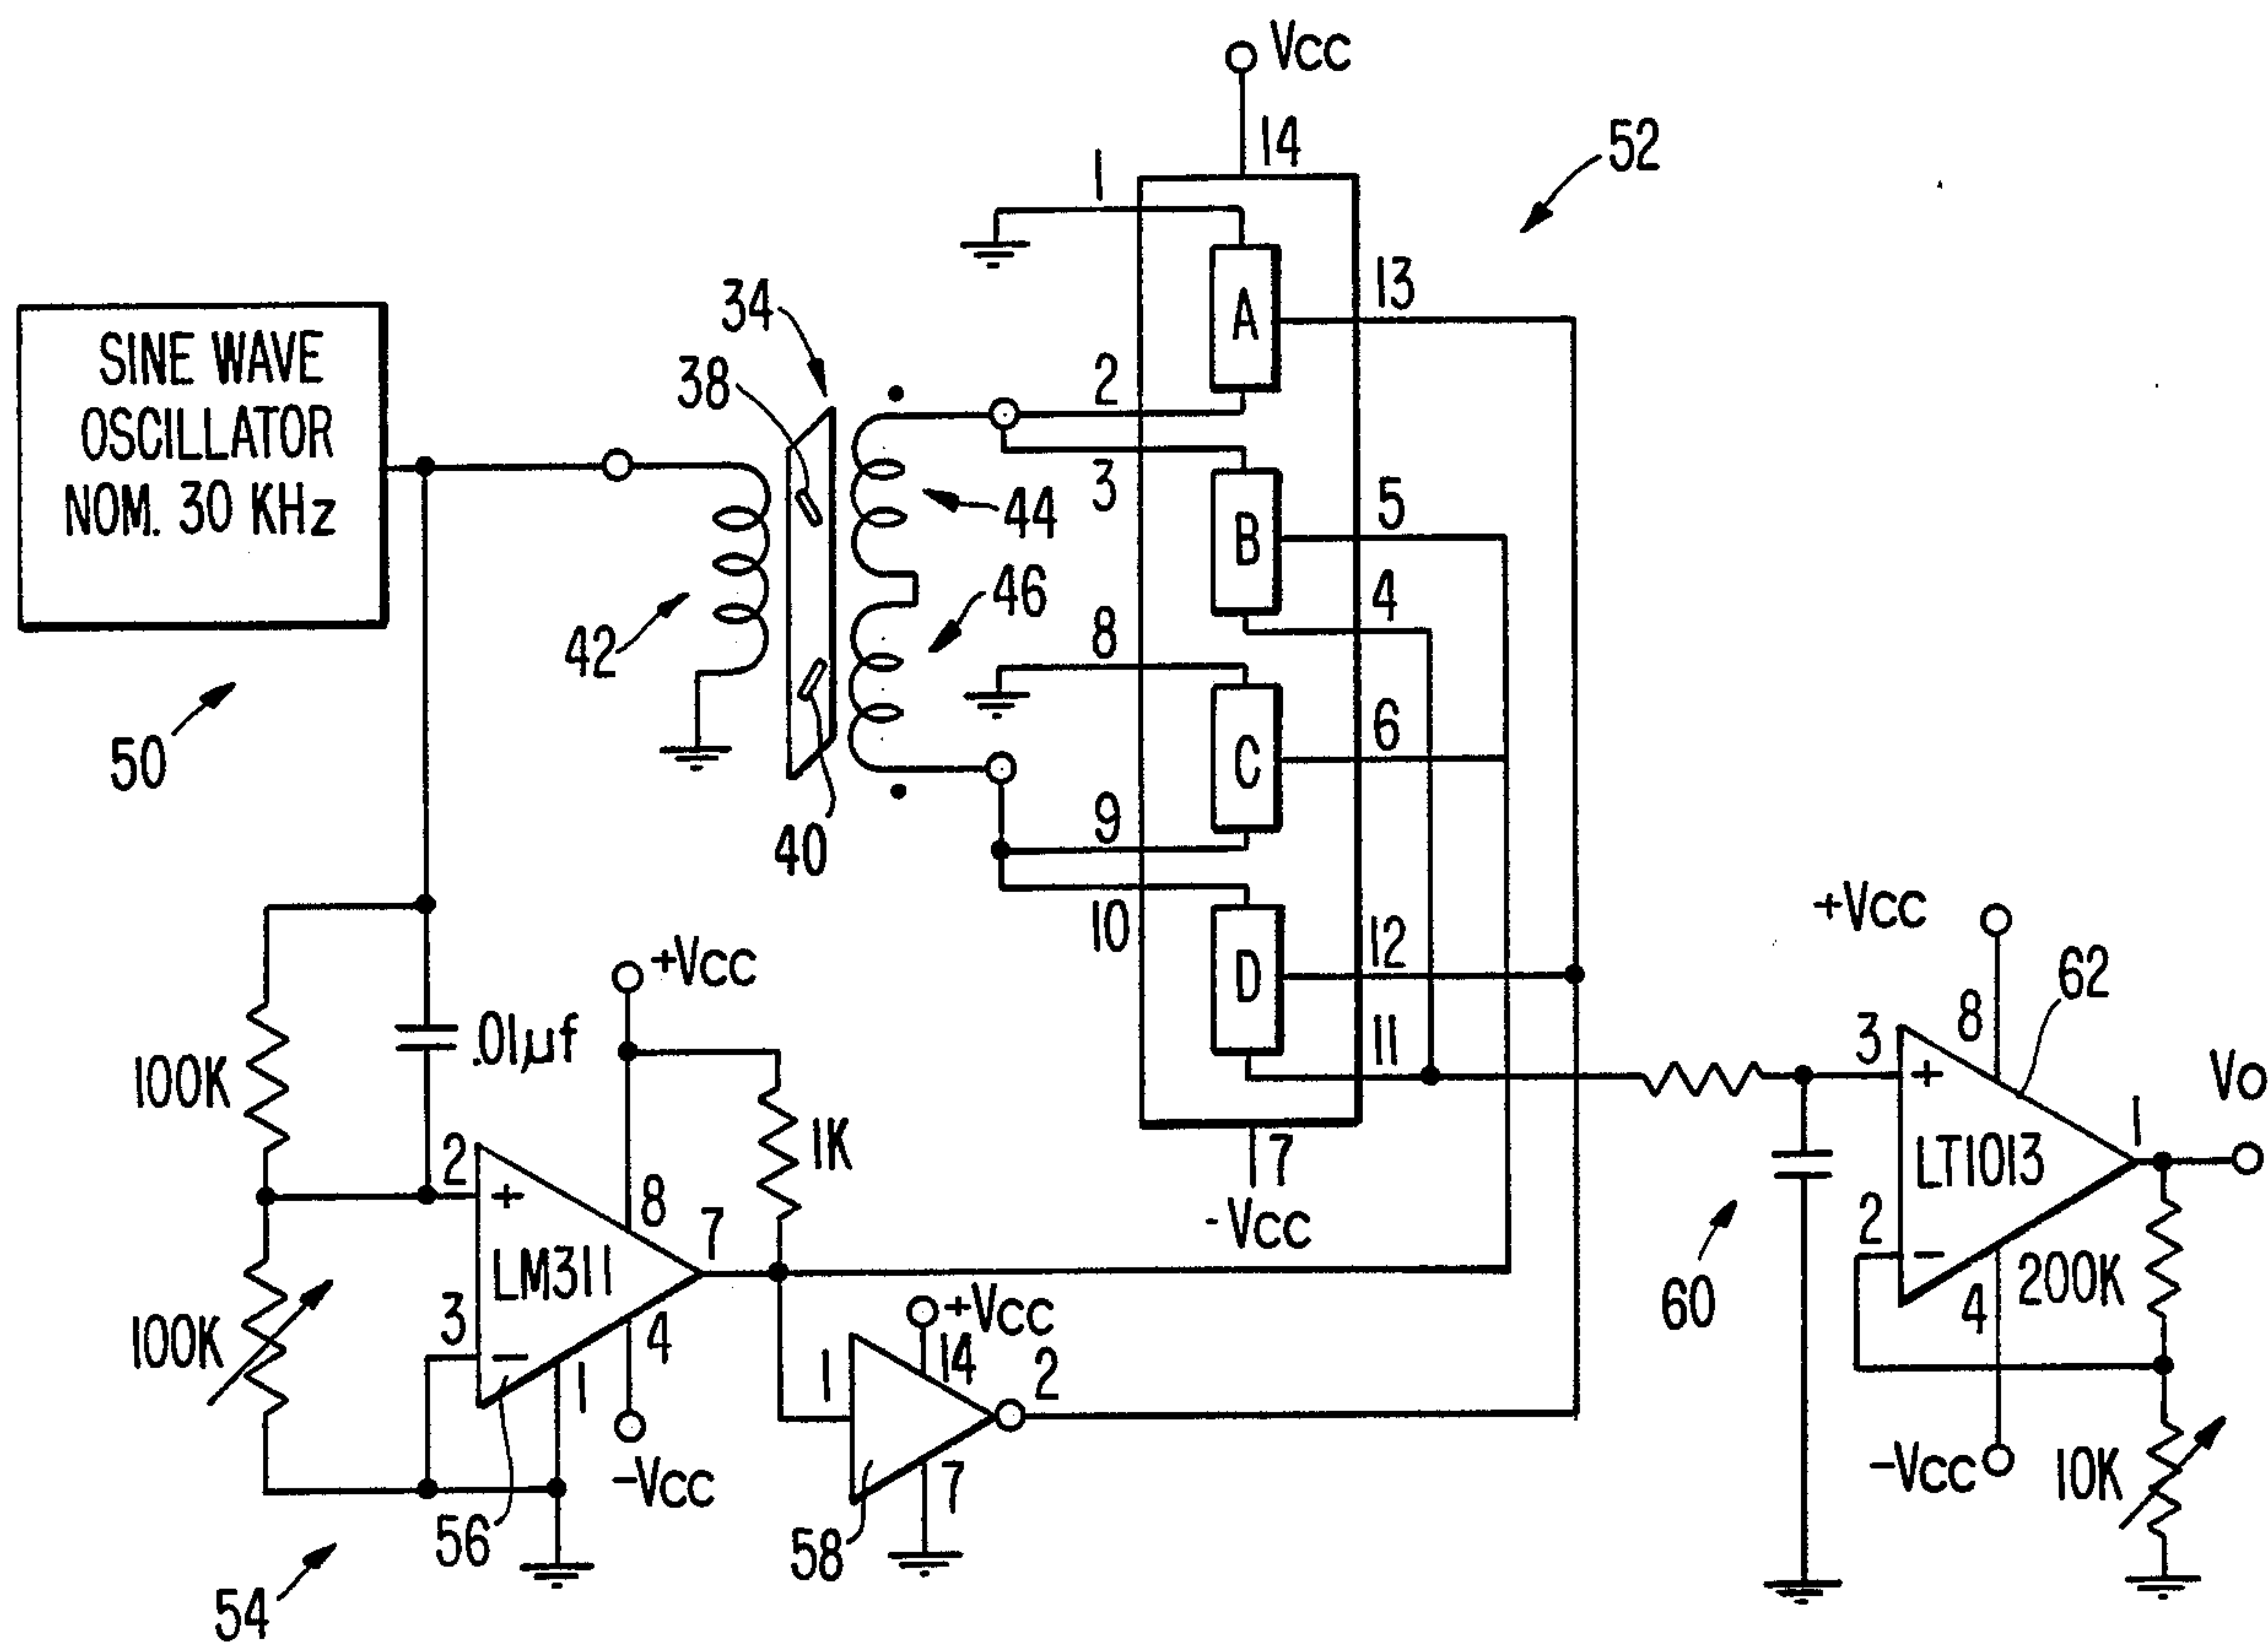 VCC
14
52
1
13
34
SINE WAVE
OSCILLATOR
NOM. 30 KHz
A
38
2
3
44
5
B
46
4
42
8
6
50
C
9
40
10
12
D
11
+VCC
+VCC
62
.01µf
8
3
100K
+
VO
1K
LT1013
1
7
-VCC
2
+
8
7
2
-
200K
LM311
60
4
3
+VCC
100K
-
4
14
2
1
1
-VCC
-VCC
10K
7
56
58
54